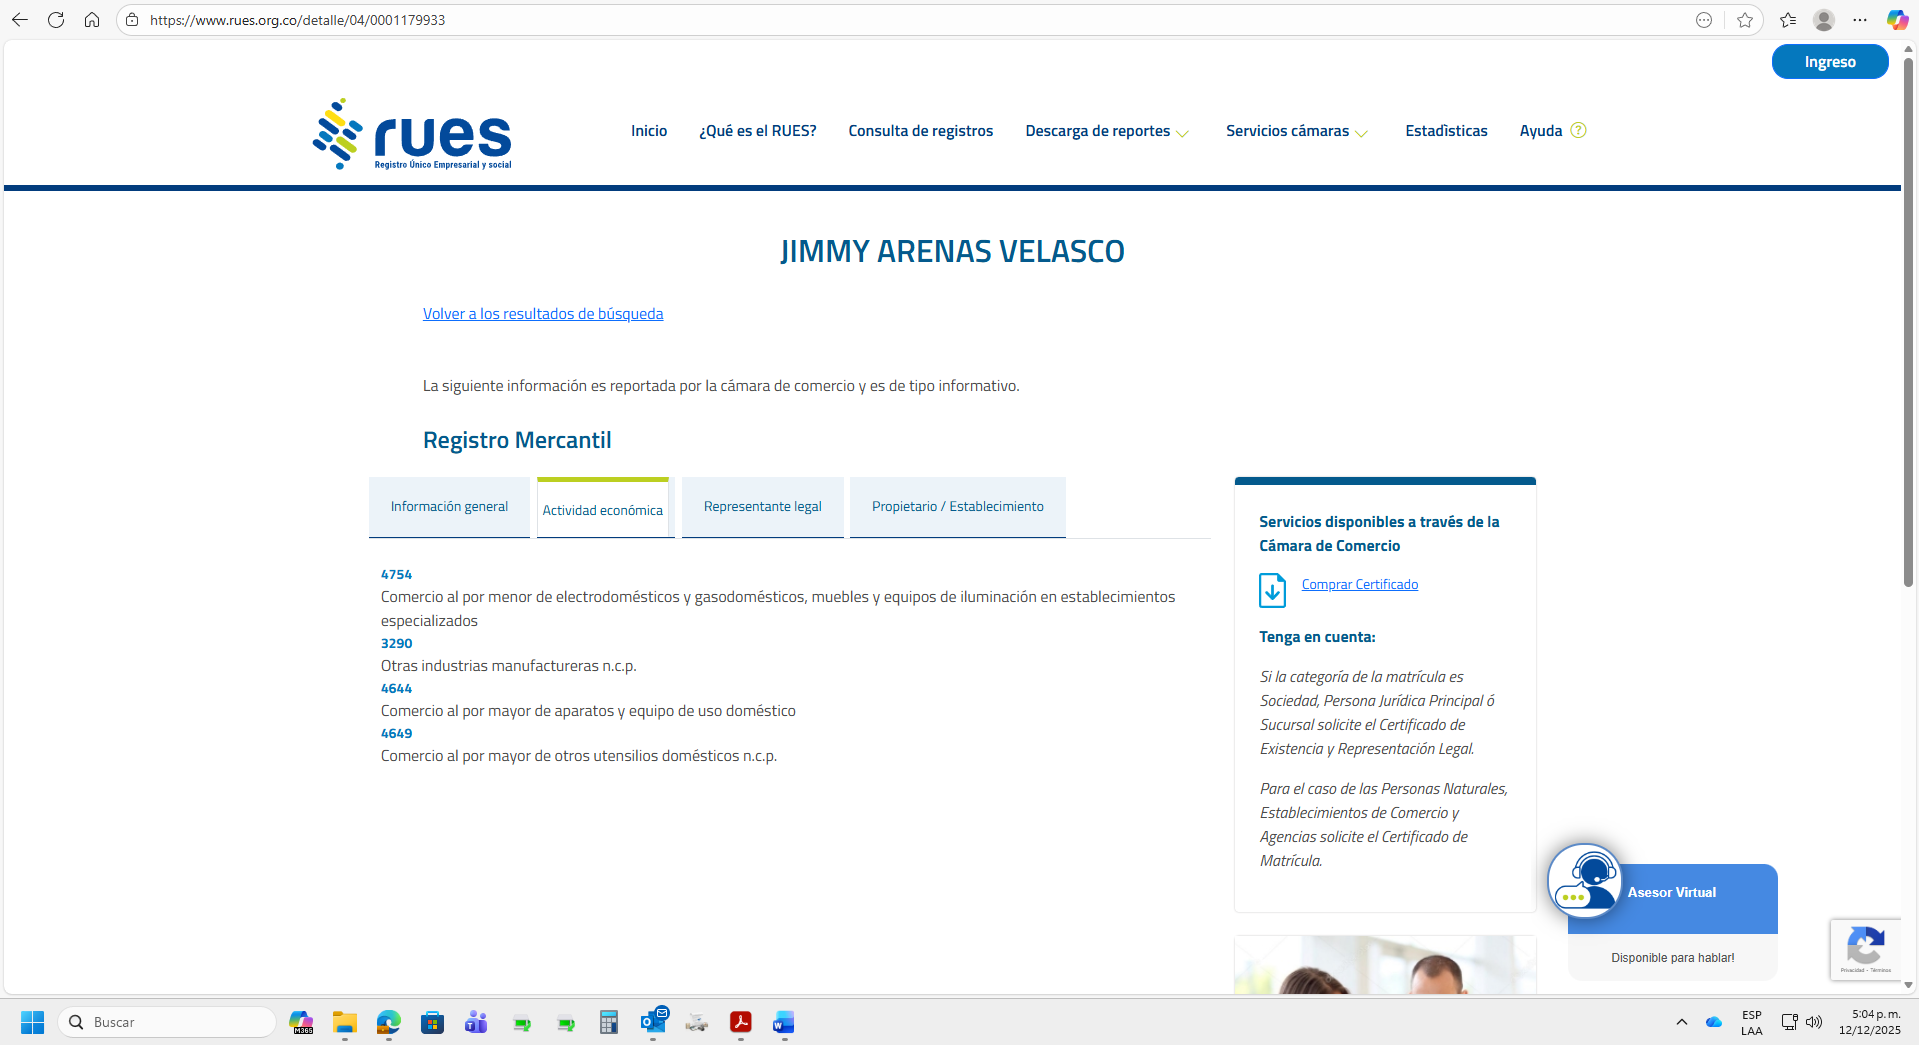 https://www.rues.org.co/detalle/04/0001179933
Ingreso
rues
Registro Único Empresarial y social
Inicio
¿Qué es el RUES?
Consulta de registros
Descarga de reportes
Servicios cámaras
Estadìsticas
Ayuda ?
JIMMY ARENAS VELASCO
Volver a los resultados de búsqueda
La siguiente información es reportada por la cámara de comercio y es de tipo informativo.
Registro Mercantil
Información general
Actividad económica
Representante legal
Propietario / Establecimiento
4754
Comercio al por menor de electrodomésticos y gasodomésticos, muebles y equipos de iluminación en establecimientos
especializados
3290
Otras industrias manufactureras n.c.p.
4644
Comercio al por mayor de aparatos y equipo de uso doméstico
4649
Comercio al por mayor de otros utensilios domésticos n.c.p.
Servicios disponibles a través de la
Cámara de Comercio
Comprar Certificado
Tenga en cuenta:
Si la categoría de la matrícula es
Sociedad, Persona Jurídica Principal ó
Sucursal solicite el Certificado de
Existencia y Representación Legal.
Para el caso de las Personas Naturales,
Establecimientos de Comercio y
Agencias solicite el Certificado de
Matrícula.
Asesor Virtual
Disponible para hablar!
Privacidad - Términos
Buscar
M365
ESP
LAA
5:04 p. m.
12/12/2025